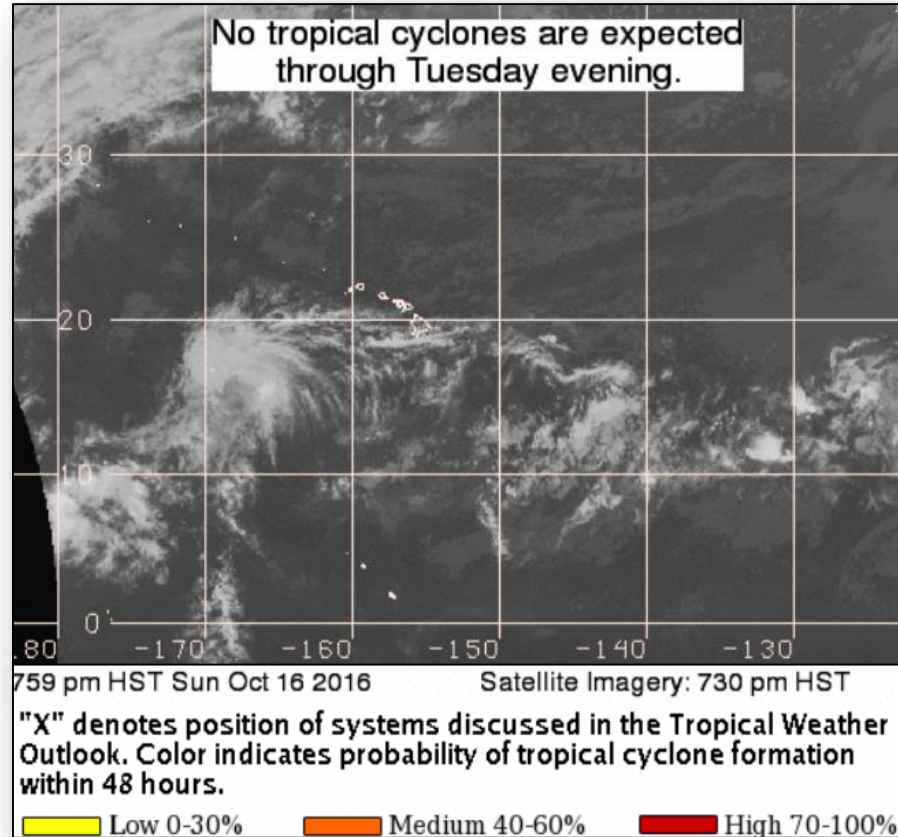 No tropical cyclones are expected
through Tuesday evening.
30
20
10
0
180 -170 -160 -150 -140 -130
759 pm HST Sun Oct 16 2016 Satellite Imagery: 730 pm HST
"X" denotes position of systems discussed in the Tropical Weather
Outlook. Color indicates probability of tropical cyclone formation
within 48 hours.
Low 0-30% Medium 40-60% High 70-100%